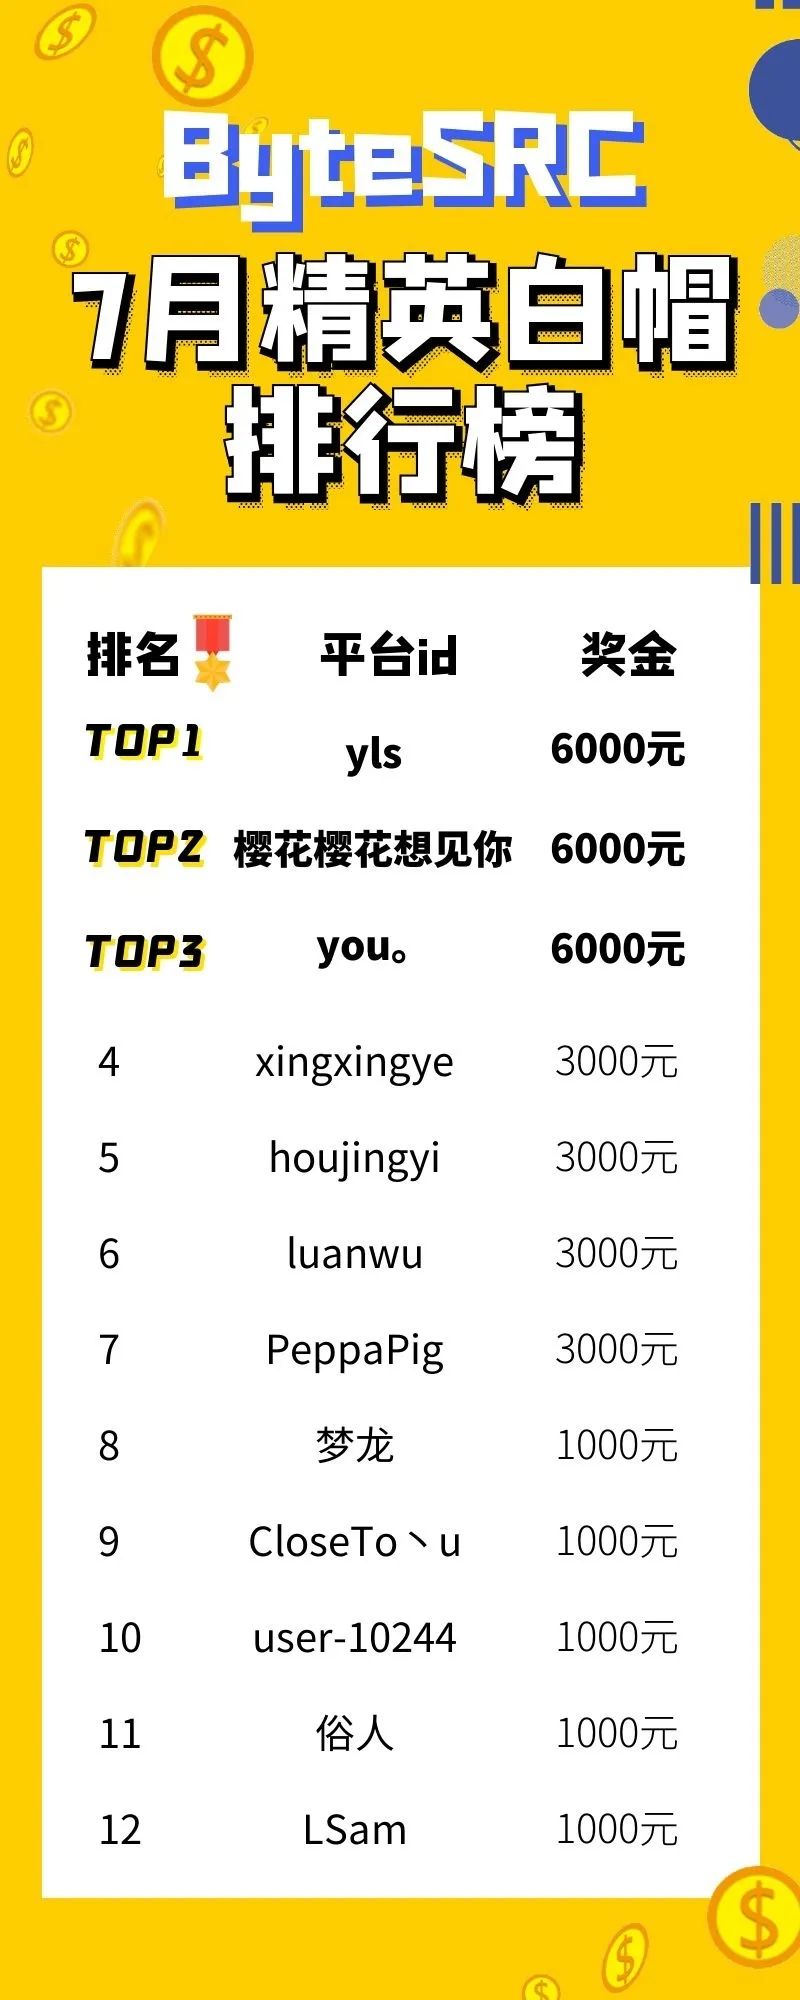 ByteSRC
7月精英白帽
排行榜
排名 平台id 奖金
TOP1 yls 6000元
TOP2 樱花樱花想见你 6000元
TOP3 you。 6000元
4 xingxingye 3000元
5 houjingyi 3000元
6 luanwu 3000元
7 PeppaPig 3000元
8 梦龙 1000元
9 CloseTo丶u 1000元
10 user-10244 1000元
11 俗人 1000元
12 LSam 1000元